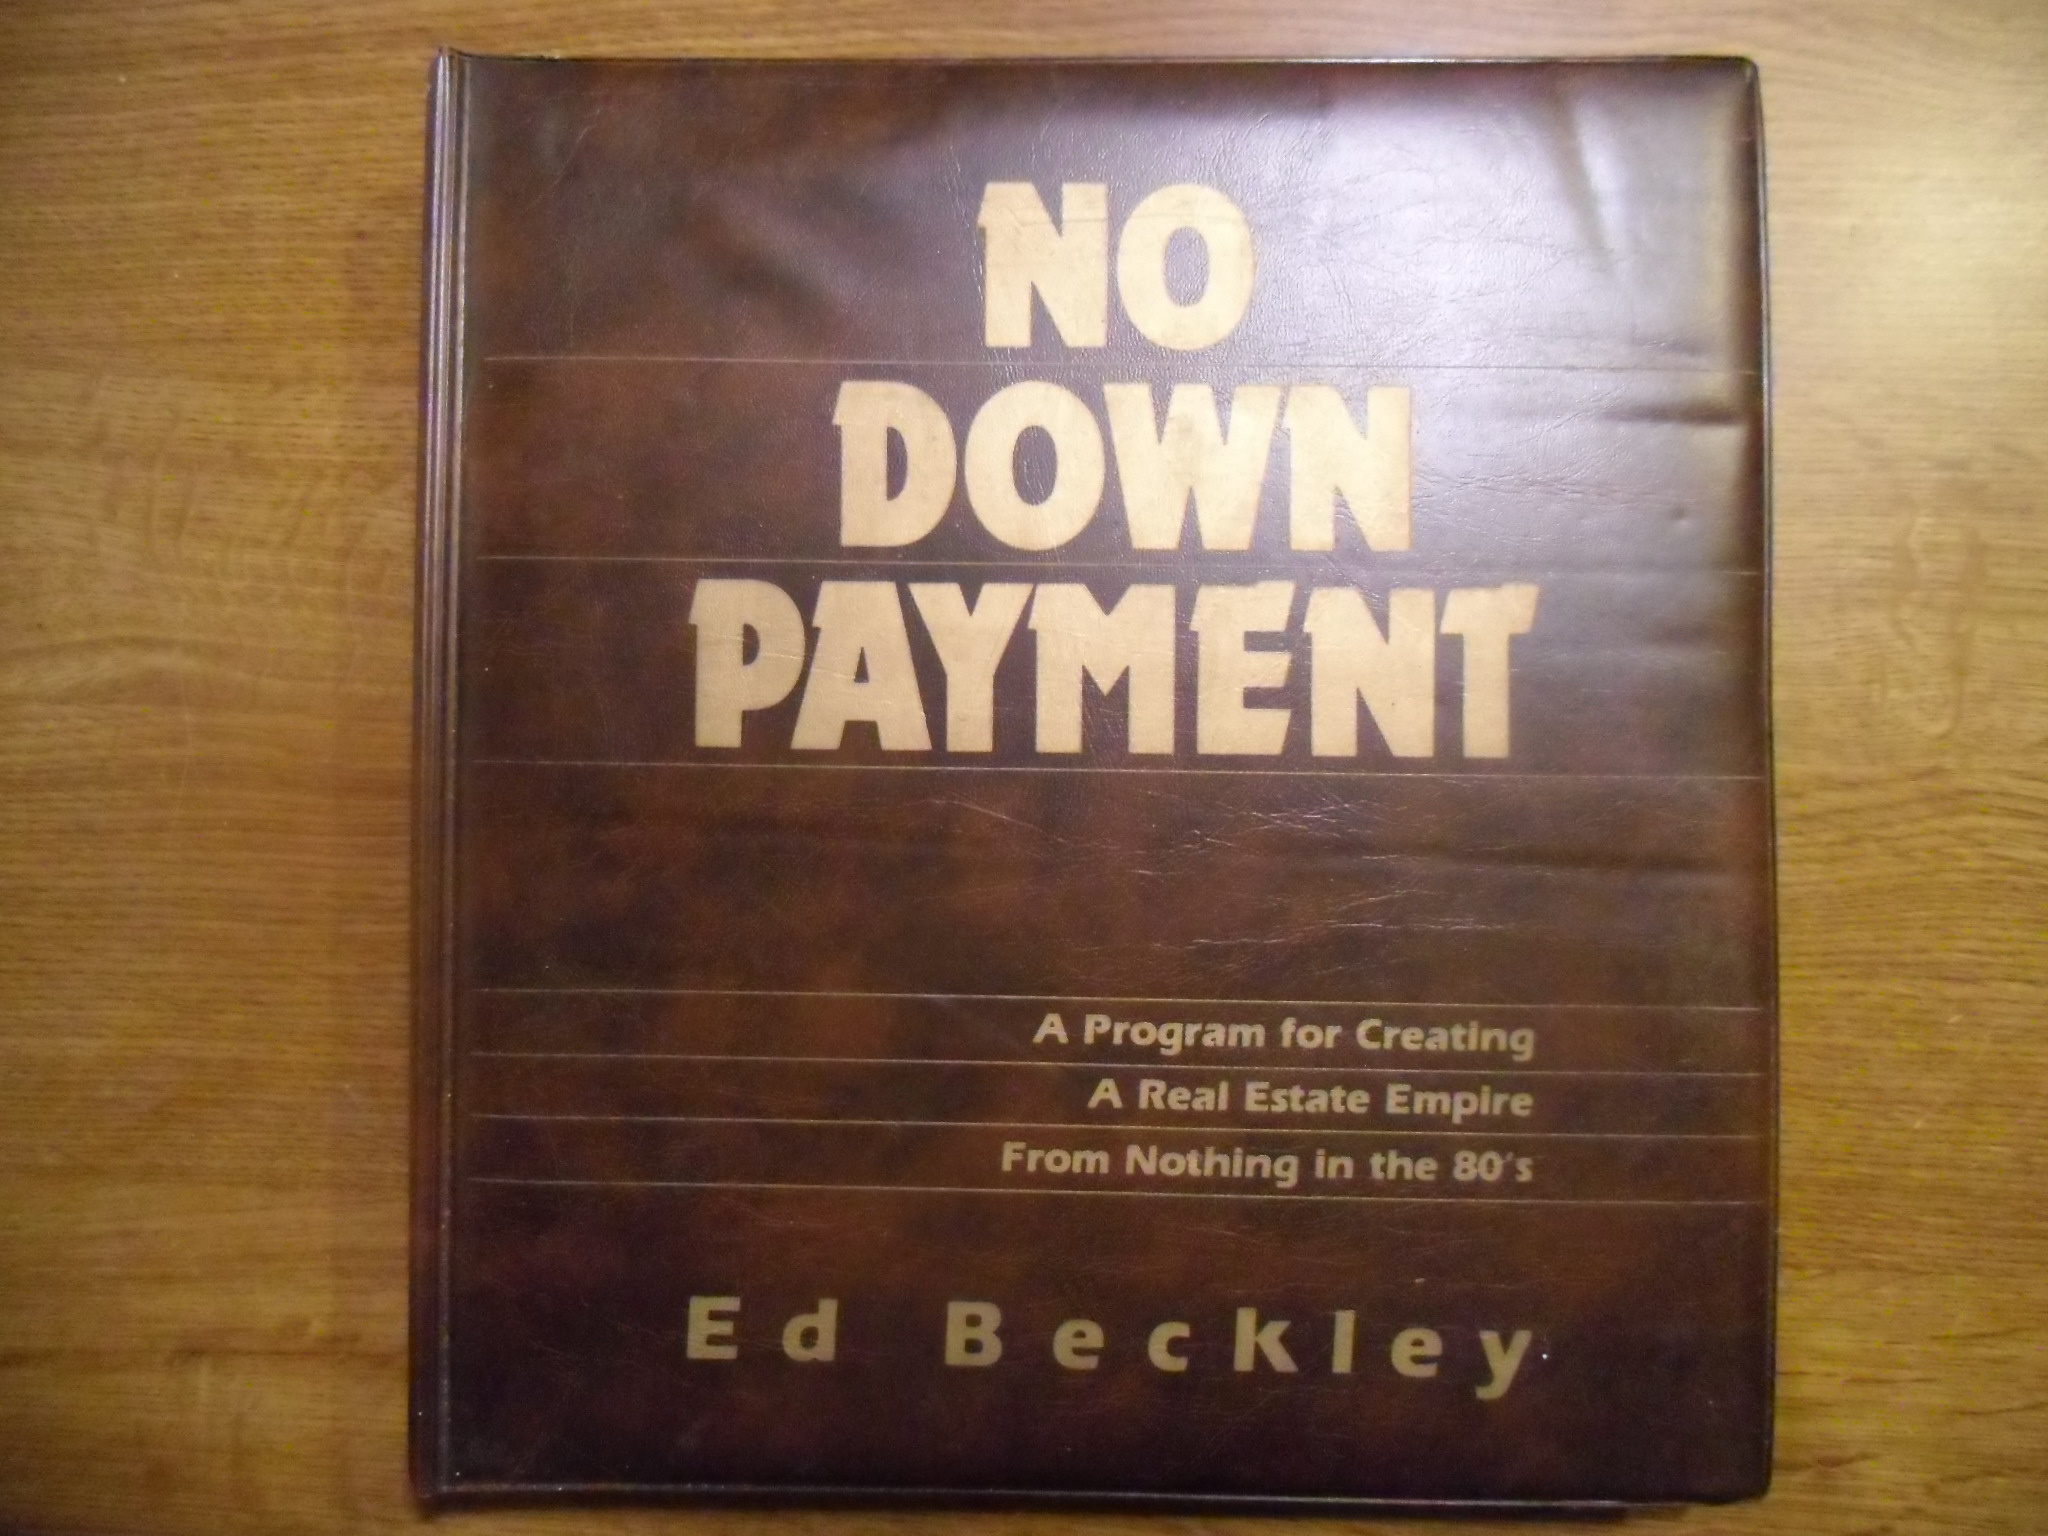 NO
DOWN
PAYMENT
A Program for Creating
A Real Estate Empire
From Nothing in the 80's
Ed Beckley